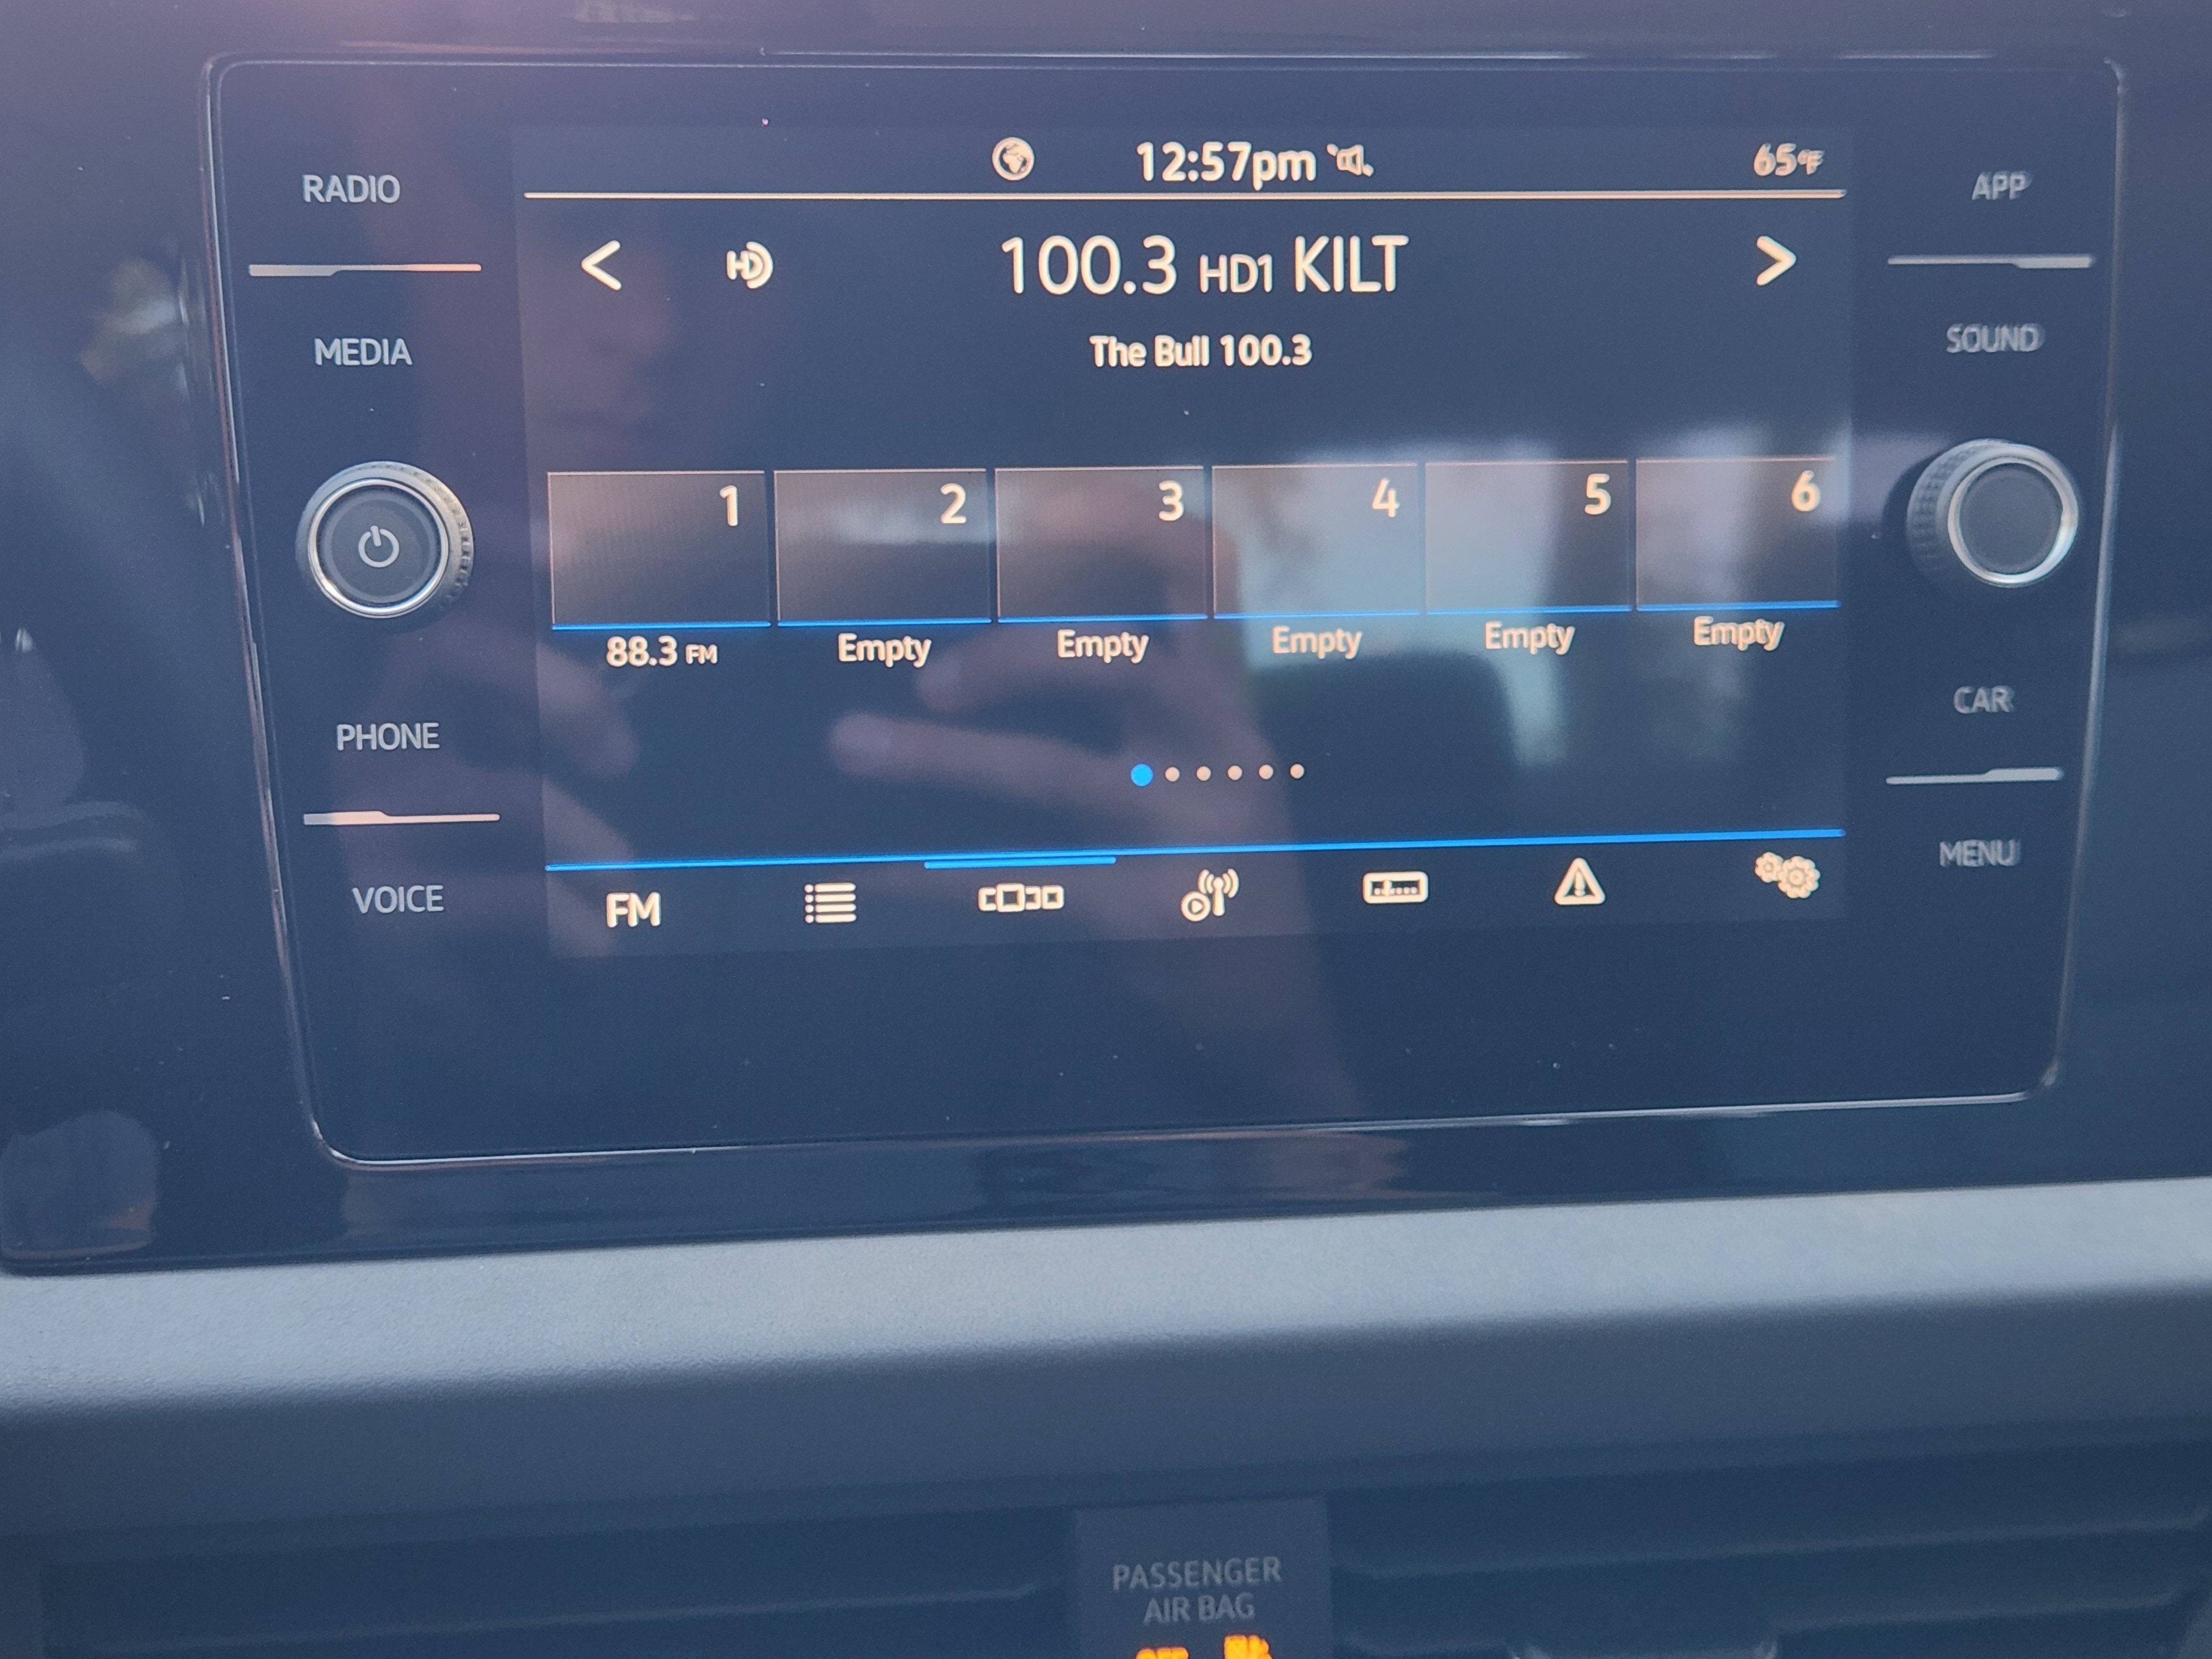 RADIO
MEDIA
PHONE
VOICE
12:57pm
65°F
HD
100.3 HD1 KILT
The Bull 100.3
1
2
3
4
5
6
88.3 FM
Empty
Empty
Empty
Empty
Empty
FM
APP
SOUND
CAR
MENU
PASSENGER
AIR BAG